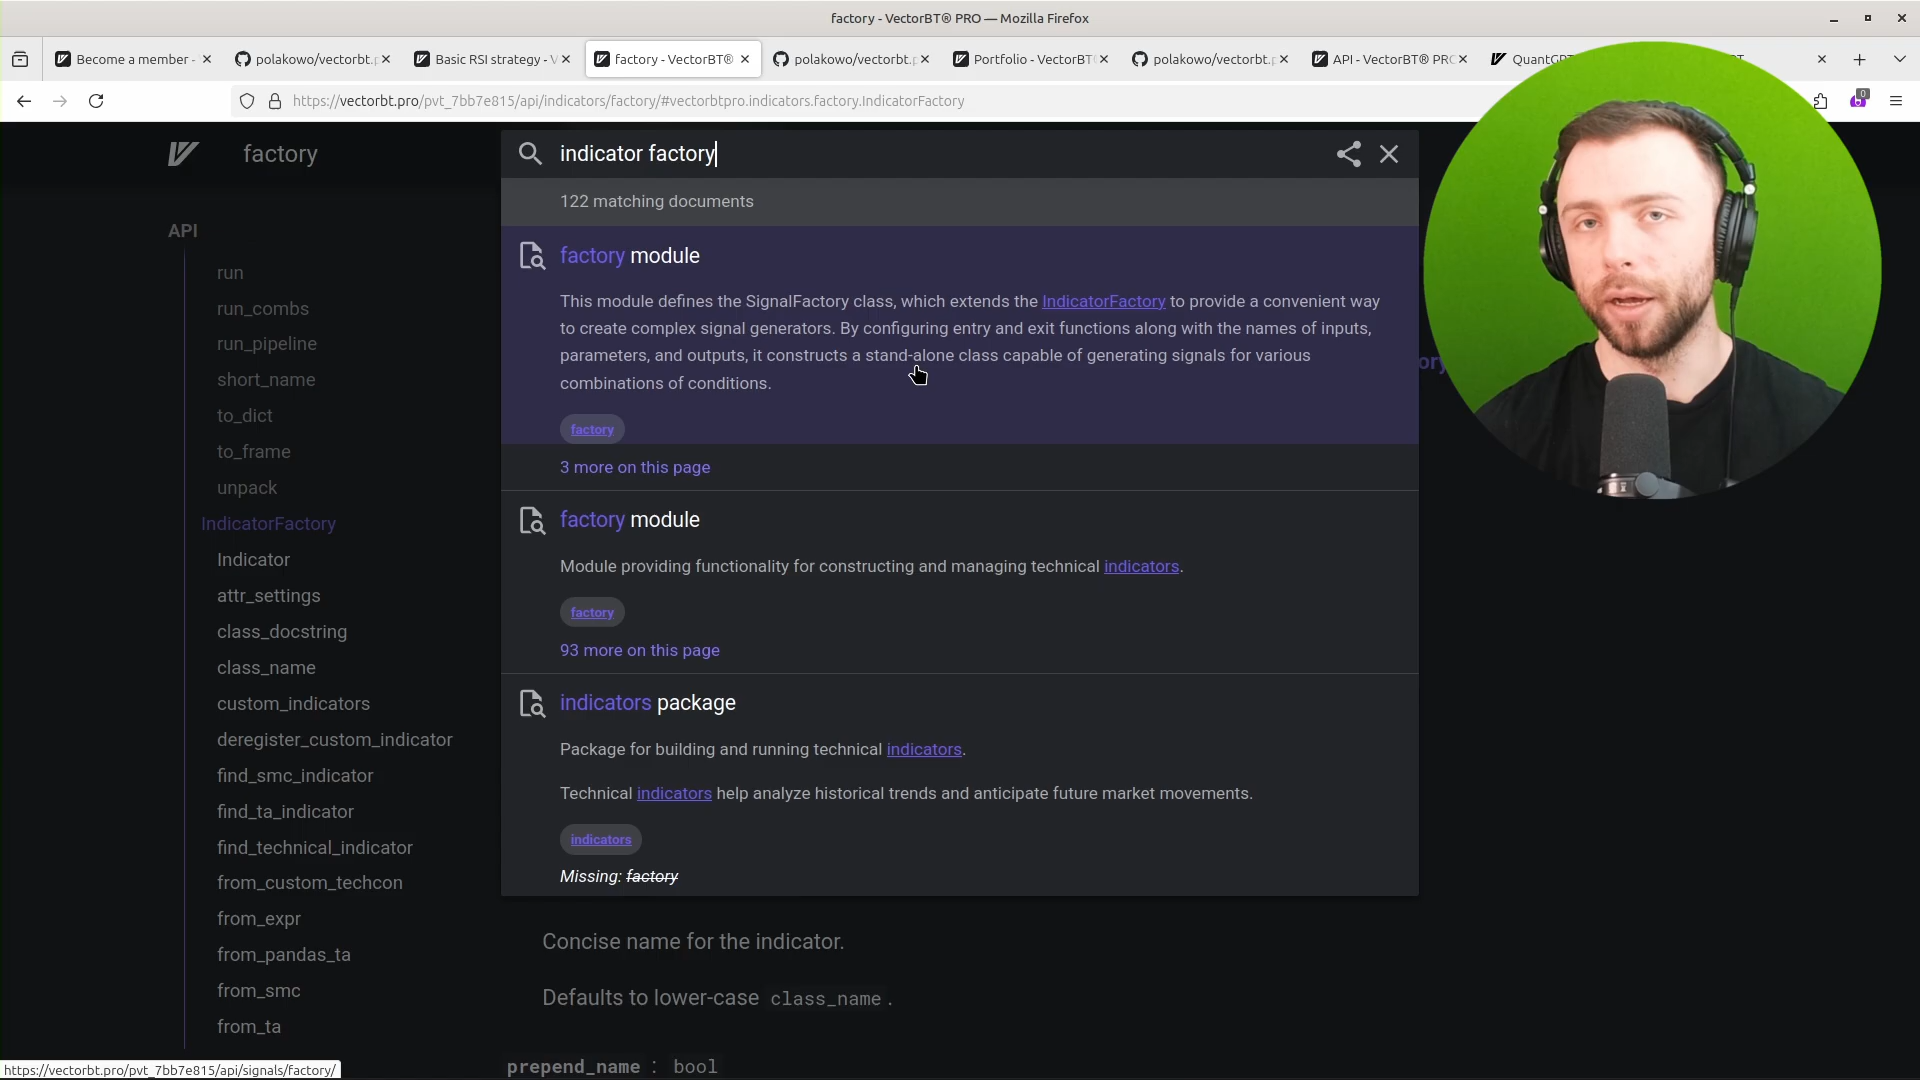 factory - VectorBT® PRO — Mozilla Firefox
Become a member -
polakowo/vectorbt.p
Basic RSI strategy - V
factory - VectorBT®
polakowo/vectorbt.p
Portfolio - VectorBT®
polakowo/vectorbt.p
API - VectorBT® PRO
https://vectorbt.pro/pvt_7bb7e815/api/indicators/factory/#vectorbtpro.indicators.factory.IndicatorFactory
0
factory
indicator factory
122 matching documents
API
run
run_combs
run_pipeline
short_name
to_dict
to_frame
unpack
IndicatorFactory
Indicator
attr_settings
class_docstring
class_name
custom_indicators
deregister_custom_indicator
find_smc_indicator
find_ta_indicator
find_technical_indicator
from_custom_techcon
from_expr
from_pandas_ta
from_smc
from_ta
factory module
This module defines the SignalFactory class, which extends the IndicatorFactory to provide a convenient way
to create complex signal generators. By configuring entry and exit functions along with the names of inputs,
parameters, and outputs, it constructs a stand-alone class capable of generating signals for various
combinations of conditions.
factory
3 more on this page
factory module
Module providing functionality for constructing and managing technical indicators.
factory
93 more on this page
indicators package
Package for building and running technical indicators.
Technical indicators help analyze historical trends and anticipate future market movements.
indicators
Missing: factory
Concise name for the indicator.
Defaults to lower-case class_name.
prepend_name : bool
https://vectorbt.pro/pvt_7bb7e815/api/signals/factory/